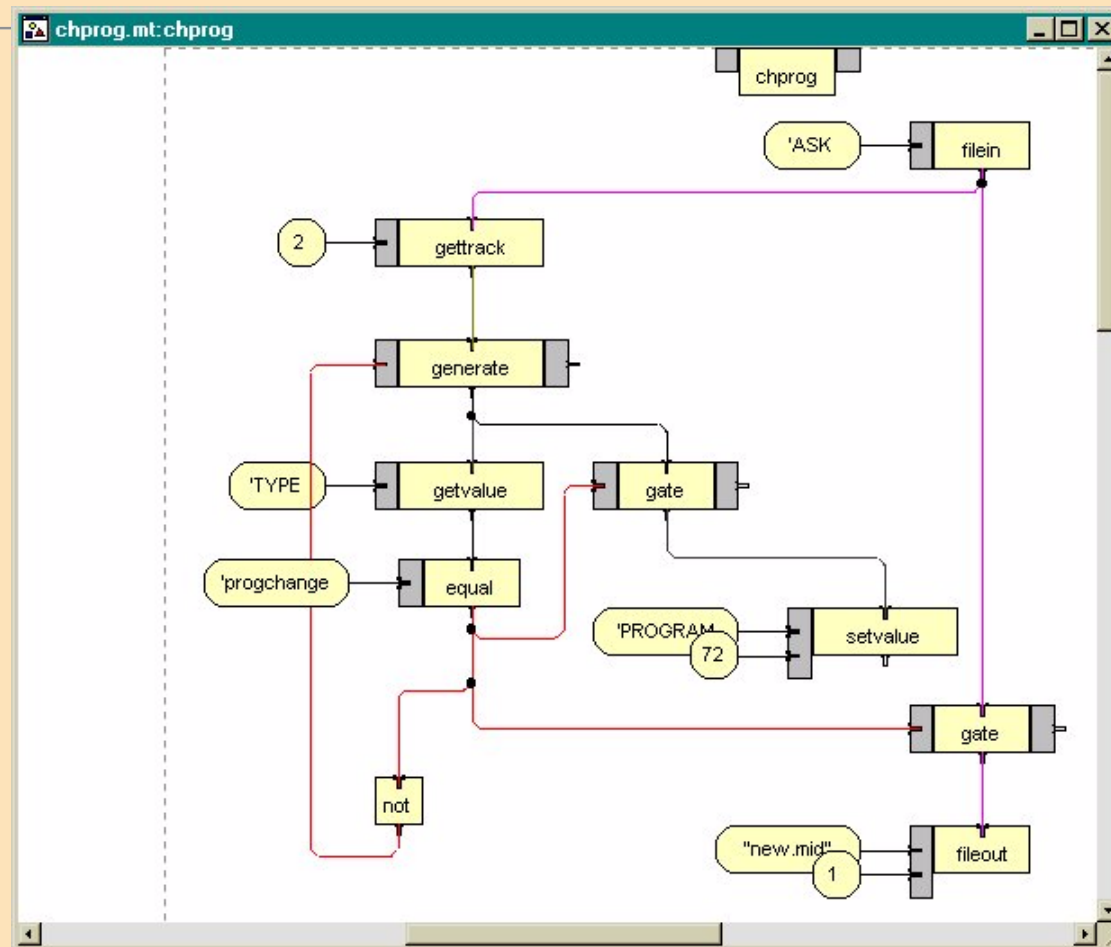 chprog.mt:chprog
chprog
'ASK
filein
2
gettrack
generate
'TYPE
getvalue
gate
'progchange
equal
'PROGRAM
72
setvalue
gate
not
"new.mid"
1
fileout